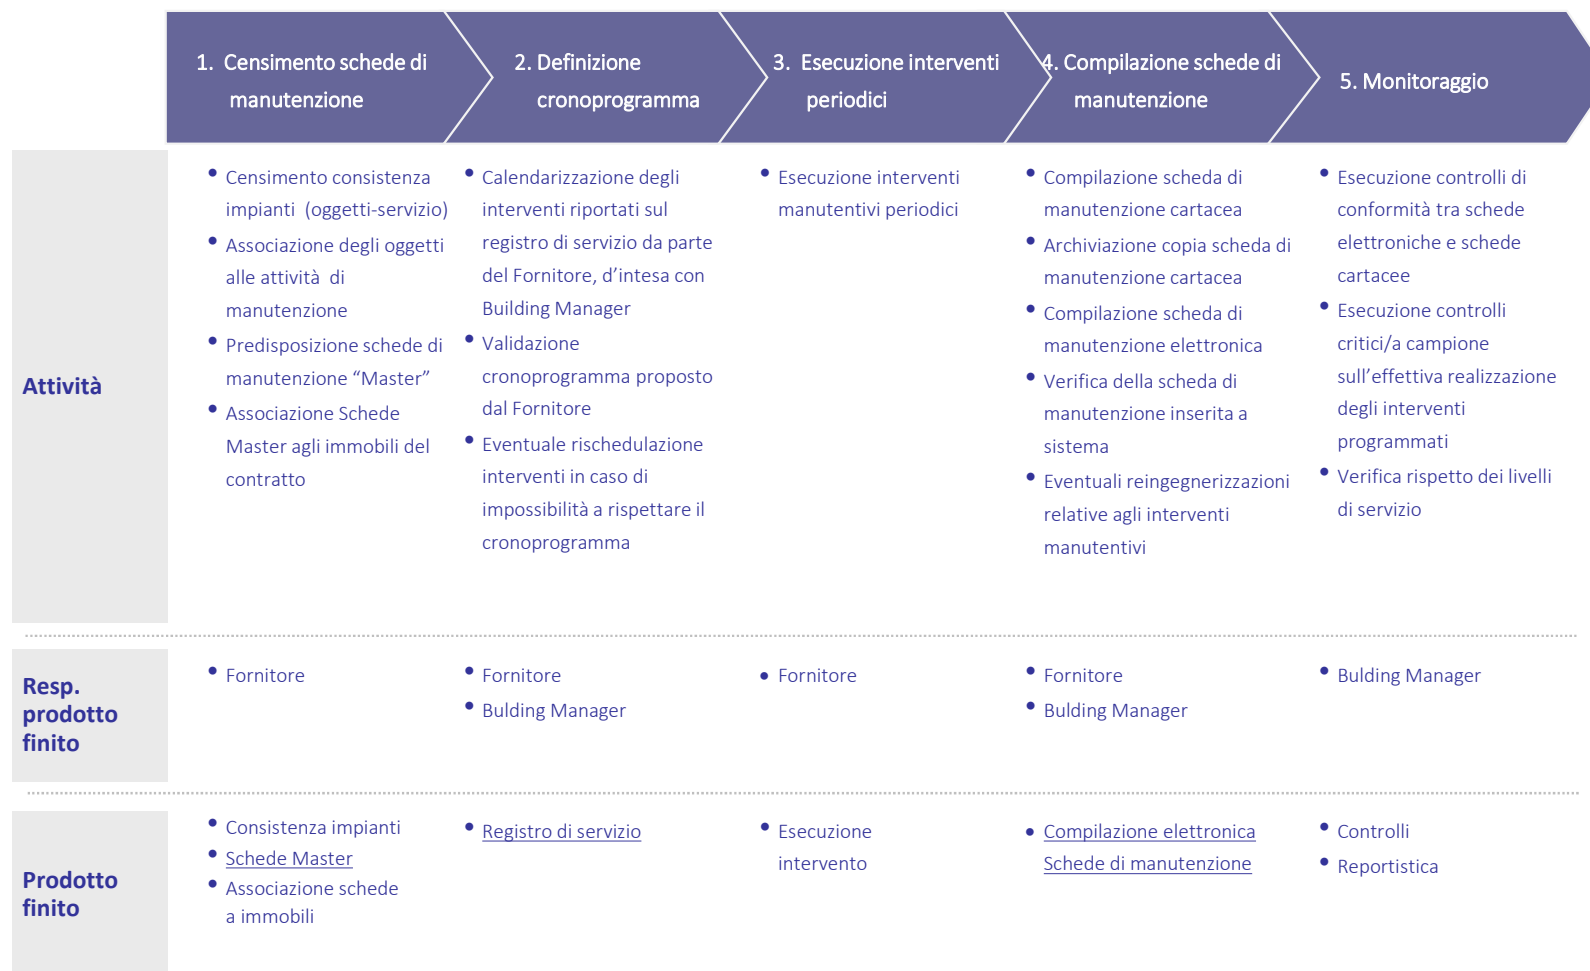 1. Censimento schede di
manutenzione
2. Definizione
cronoprogramma
3. Esecuzione interventi
periodici
4. Compilazione schede di
manutenzione
5. Monitoraggio
Attività
• Censimento consistenza
impianti (oggetti-servizio)
• Associazione degli oggetti
alle attività di
manutenzione
• Predisposizione schede di
manutenzione “Master”
• Associazione Schede
Master agli immobili del
contratto
• Calendarizzazione degli
interventi riportati sul
registro di servizio da parte
del Fornitore, d’intesa con
Building Manager
• Validazione
cronoprogramma proposto
dal Fornitore
• Eventuale rischedulazione
interventi in caso di
impossibilità a rispettare il
cronoprogramma
• Esecuzione interventi
manutentivi periodici
• Compilazione scheda di
manutenzione cartacea
• Archiviazione copia scheda di
manutenzione cartacea
• Compilazione scheda di
manutenzione elettronica
• Verifica della scheda di
manutenzione inserita a
sistema
• Eventuali reingegnerizzazioni
relative agli interventi
manutentivi
• Esecuzione controlli di
conformità tra schede
elettroniche e schede
cartacee
• Esecuzione controlli
critici/a campione
sull’effettiva realizzazione
degli interventi
programmati
• Verifica rispetto dei livelli
di servizio
Resp.
prodotto
finito
• Fornitore
• Fornitore
• Bulding Manager
• Fornitore
• Fornitore
• Bulding Manager
• Bulding Manager
Prodotto
finito
• Consistenza impianti
• Schede Master
• Associazione schede
a immobili
• Registro di servizio
• Esecuzione
intervento
• Compilazione elettronica
Schede di manutenzione
• Controlli
• Reportistica